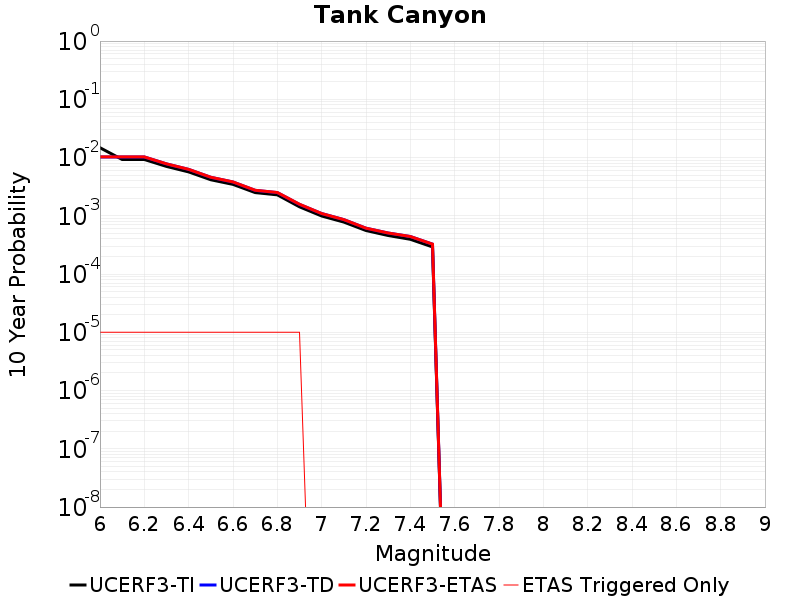 Tank Canyon
10 Year Probability
10^0
10^-1
10^-2
10^-3
10^-4
10^-5
10^-6
10^-7
10^-8
6 6.2 6.4 6.6 6.8 7 7.2 7.4 7.6 7.8 8 8.2 8.4 8.6 8.8 9
Magnitude
UCERF3-TI UCERF3-TD UCERF3-ETAS ETAS Triggered Only